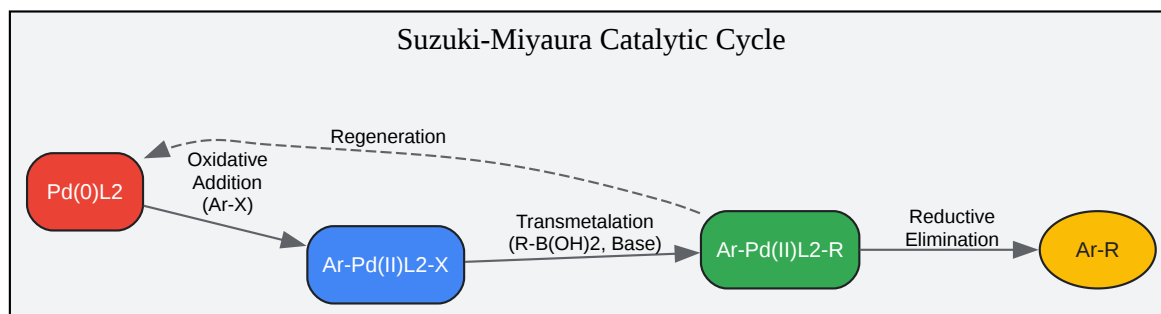 Suzuki-Miyaura Catalytic Cycle
Regeneration
Oxidative
Addition
(Ar-X)
Pd(0)L2
Transmetalation
(R-B(OH)2, Base)
Reductive
Elimination
Ar-Pd(II)L2-X
Ar-Pd(II)L2-R
Ar-R